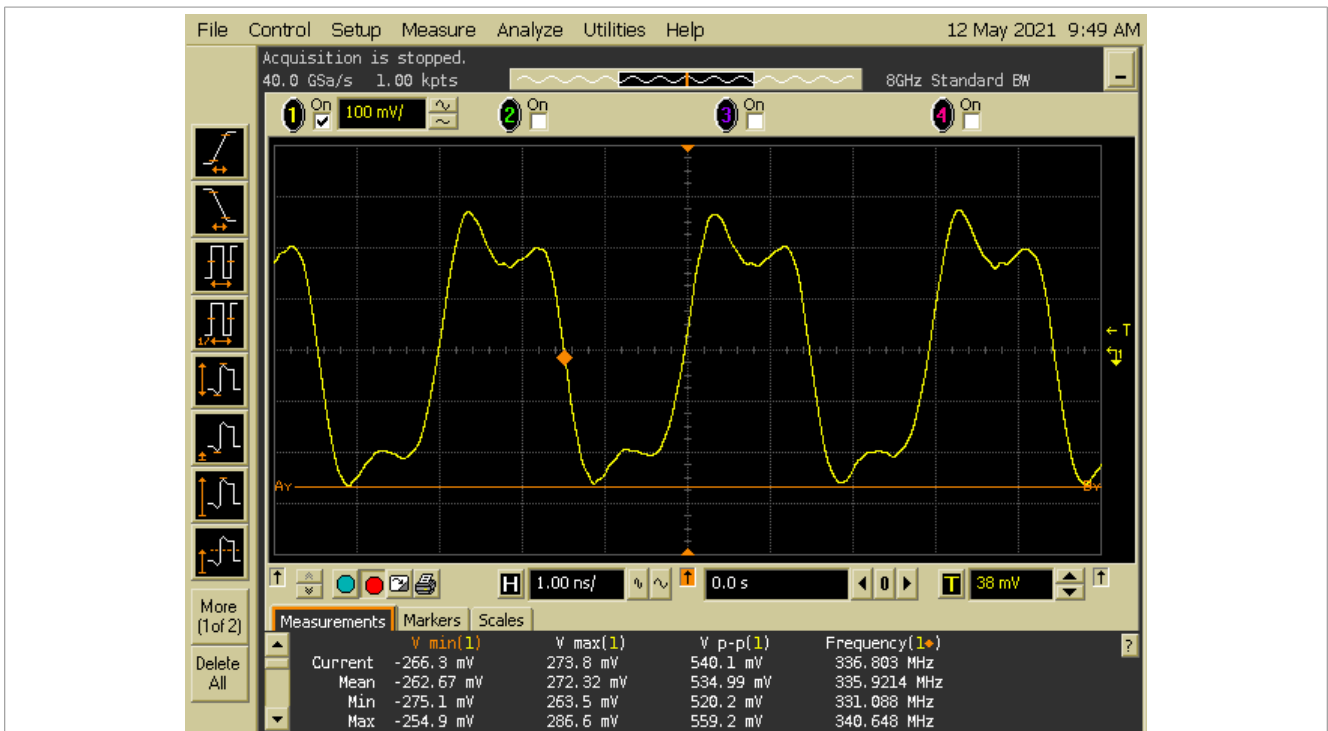 File Control Setup Measure Analyze Utilities Help 12 May 2021 9:49 AM
Acquisition is stopped.
40.0 GSa/s 1.00 kpts 8GHz Standard BW
1 On 100 mV/ 2 On 3 On 4 On
T
1
Ay By
H 1.00 ns/ 0.0 s 0 T 38 mV
More
(1of 2)
Delete
All
Measurements Markers Scales
V min(1) V max(1) V p-p(1) Frequency(1) ?
Current -266.3 mV 273.8 mV 540.1 mV 336.803 MHz
Mean -262.67 mV 272.32 mV 534.99 mV 335.9214 MHz
Min -275.1 mV 263.5 mV 520.2 mV 331.088 MHz
Max -254.9 mV 286.6 mV 559.2 mV 340.648 MHz